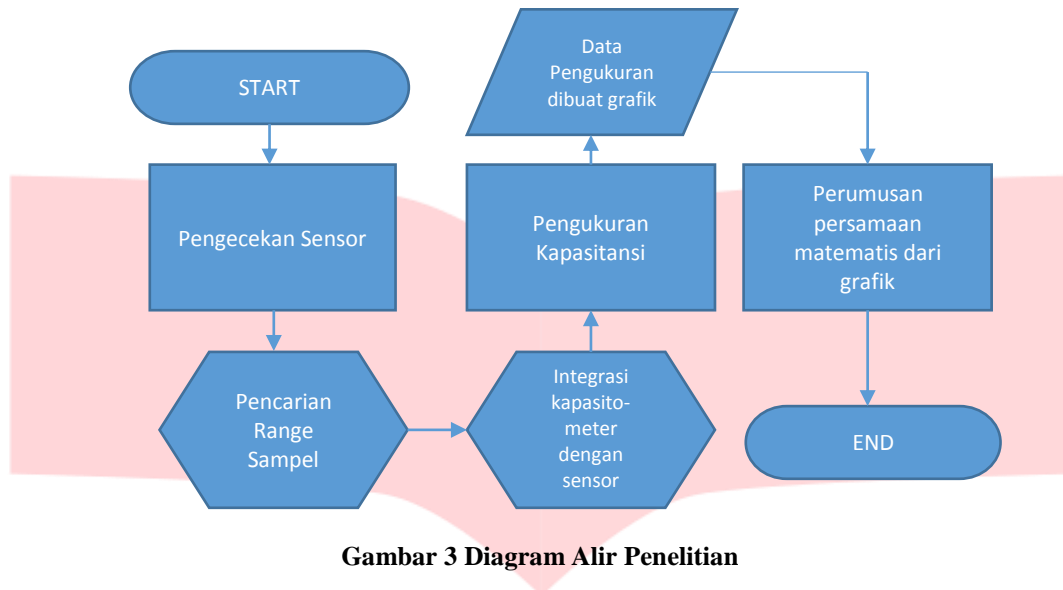 START
Pengecekan Sensor
Pencarian
Range
Sampel
Integrasi
kapasito-
meter
dengan
sensor
Pengukuran
Kapasitansi
Data
Pengukuran
dibuat grafik
Perumusan
persamaan
matematis dari
grafik
END
Gambar 3 Diagram Alir Penelitian